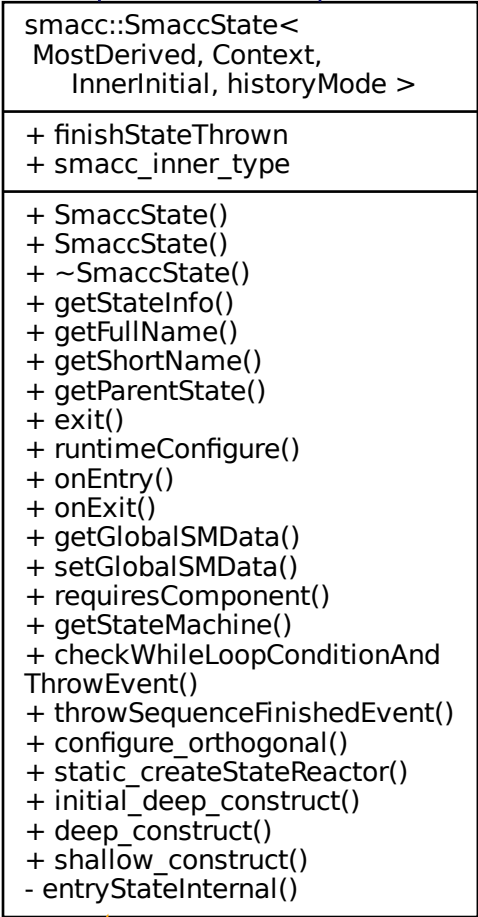 smacc::SmaccState<
MostDerived, Context,
InnerInitial, historyMode >
+ finishStateThrown
+ smacc_inner_type
+ SmaccState()
+ SmaccState()
+ ~SmaccState()
+ getStateInfo()
+ getFullName()
+ getShortName()
+ getParentState()
+ exit()
+ runtimeConfigure()
+ onEntry()
+ onExit()
+ getGlobalSMData()
+ setGlobalSMData()
+ requiresComponent()
+ getStateMachine()
+ checkWhileLoopConditionAnd
ThrowEvent()
+ throwSequenceFinishedEvent()
+ configure_orthogonal()
+ static_createStateReactor()
+ initial_deep_construct()
+ deep_construct()
+ shallow_construct()
- entryStateInternal()